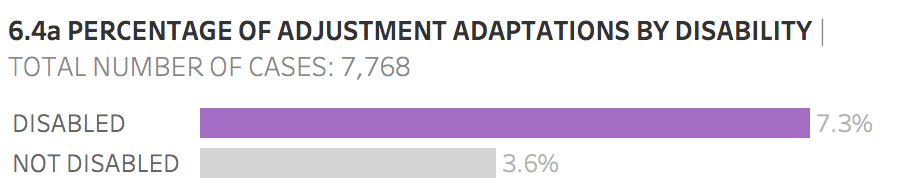 6.4a PERCENTAGE OF ADJUSTMENT ADAPTATIONS BY DISABILITY |
TOTAL NUMBER OF CASES: 7,768
DISABLED 7.3%
NOT DISABLED 3.6%